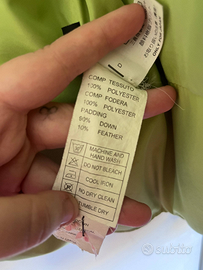 COMP TESSUTO
100% POLYESTER
COMP FODERA
100% POLYESTER
PADDING
90% DOWN
10% FEATHER
MACHINE AND
HAND WASH
DO NOT BLEACH
COOL IRON
DRY CLEAN
TUMBLE DRY
subito